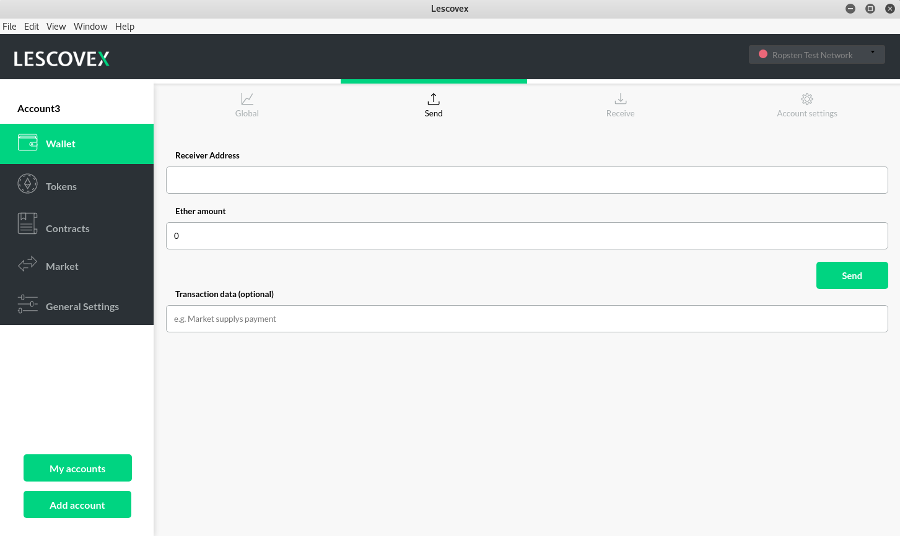 Lescovex
File Edit View Window Help
LESCOVEX
Ropsten Test Network
Account3
Wallet
Tokens
Contracts
Market
General Settings
My accounts
Add account
Global
Send
Receive
Account settings
Receiver Address
Ether amount
0
Send
Transaction data (optional)
e.g. Market supplys payment